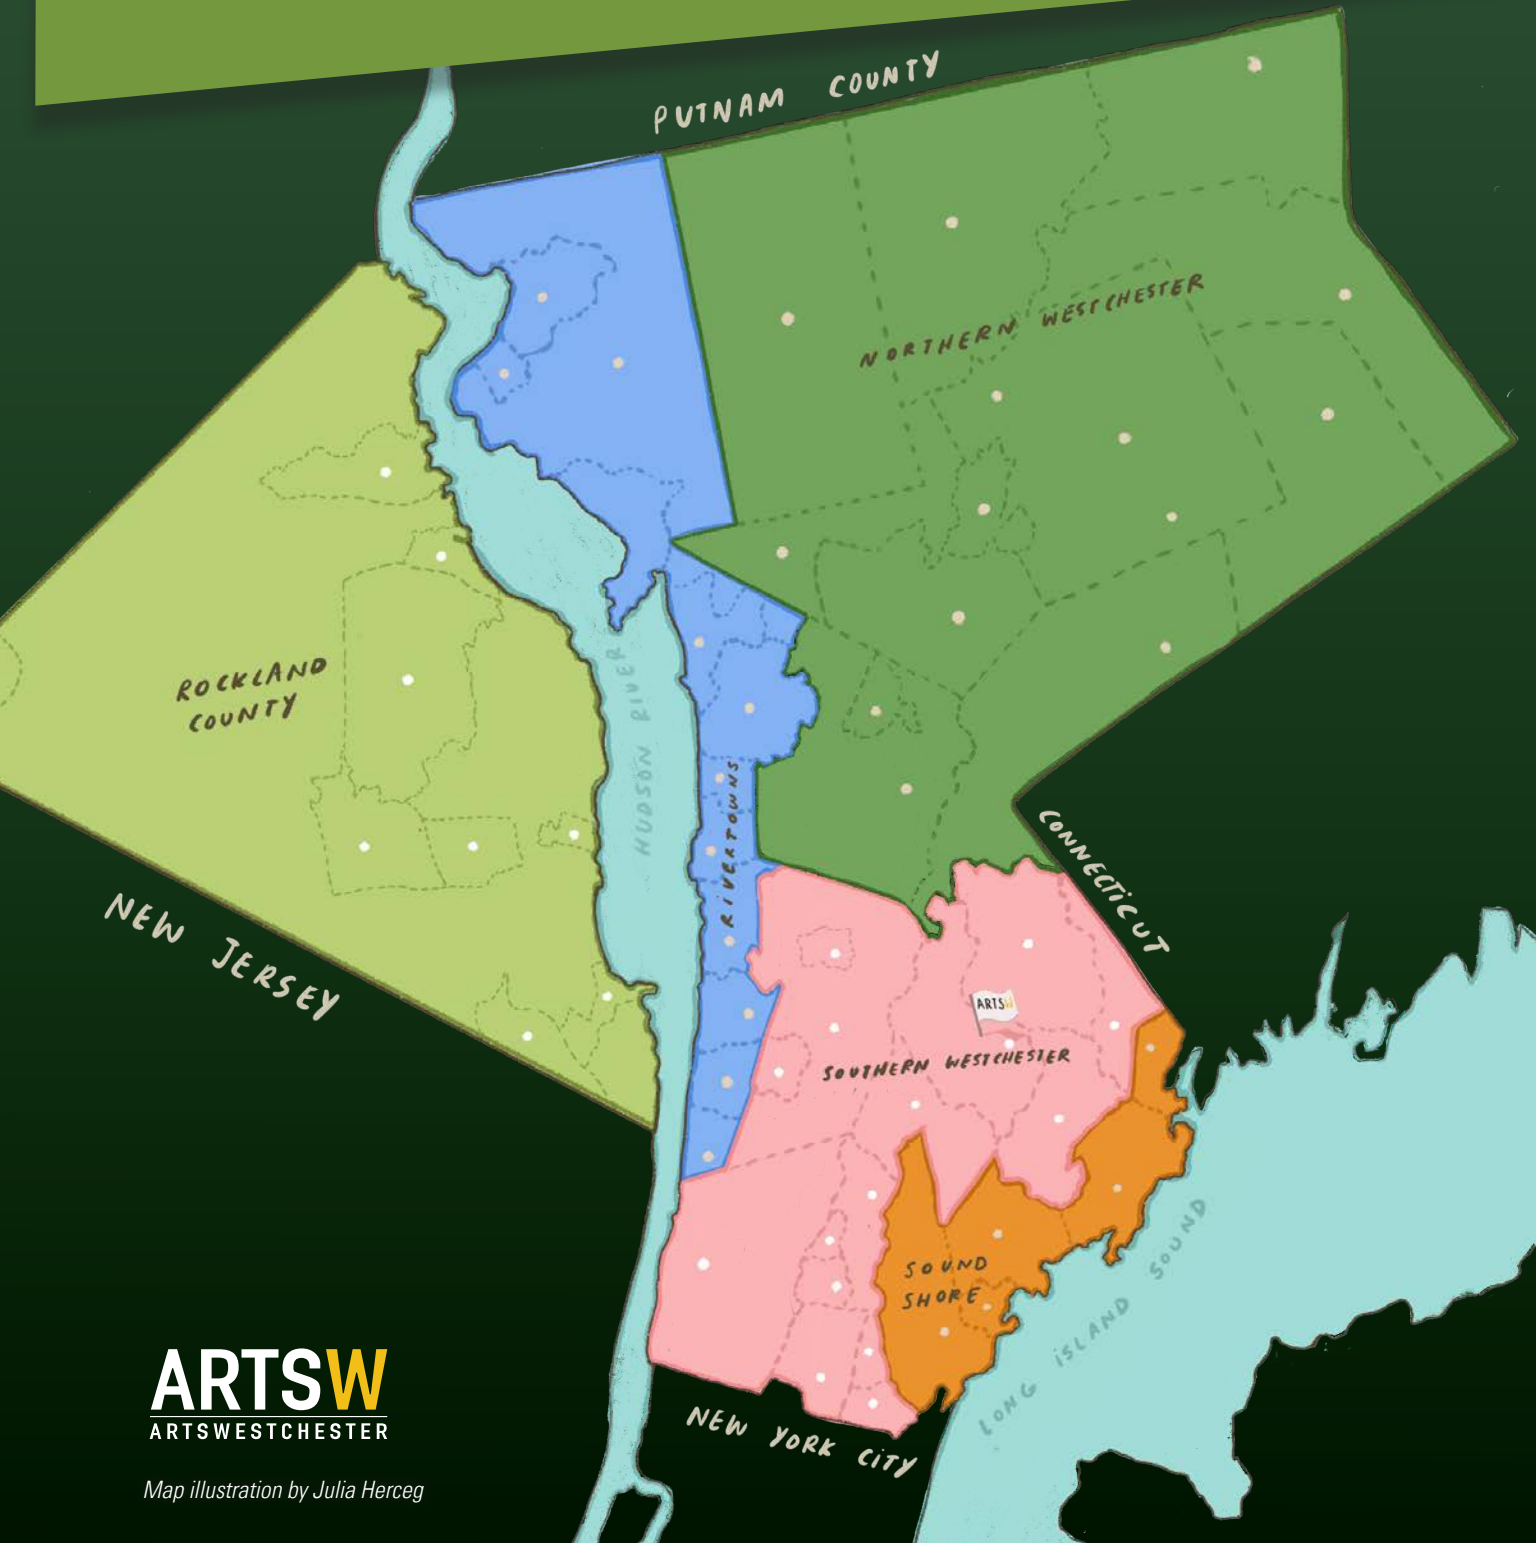 PUTNAM COUNTY
NORTHERN WESTCHESTER
ROCKLAND
COUNTY
HUDSON RIVER
RIVERTOWNS
CONNECTICUT
NEW JERSEY
ARTSW
SOUTHERN WESTCHESTER
SOUND
SHORE
LONG ISLAND SOUND
NEW YORK CITY
ARTSW
ARTSWESTCHESTER
Map illustration by Julia Herceg